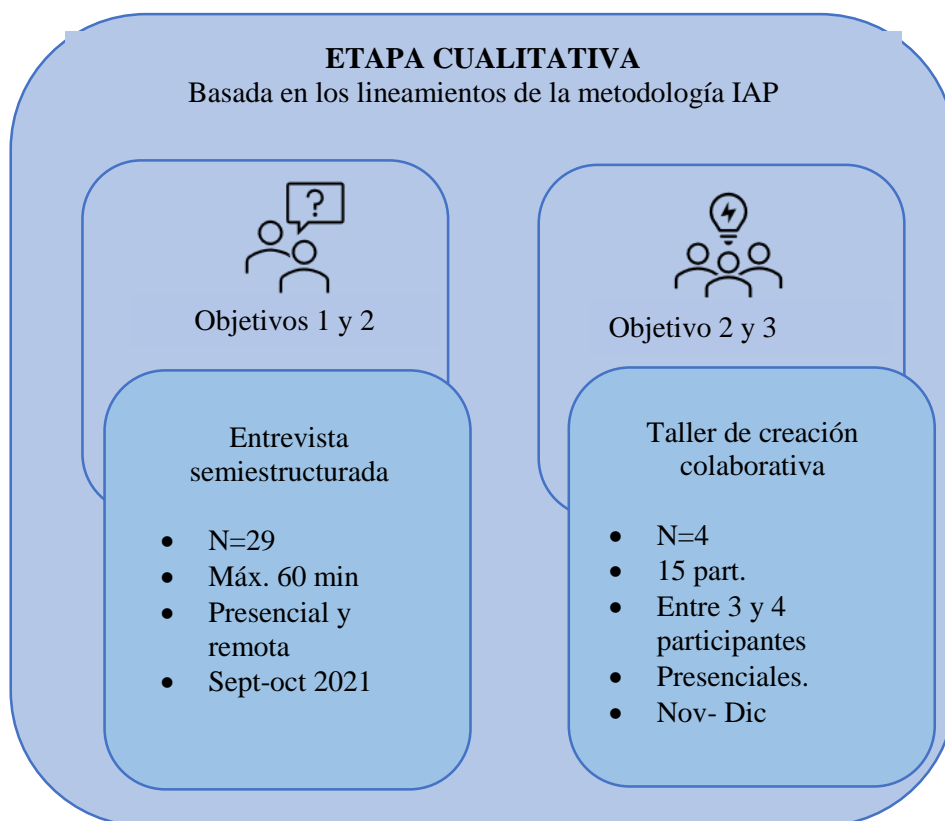 ETAPA CUALITATIVA
Basada en los lineamientos de la metodología IAP
?
Objetivos 1 y 2
Entrevista
semiestructurada
• N=29
• Máx. 60 min
• Presencial y
remota
• Sept-oct 2021
Objetivo 2 y 3
Taller de creación
colaborativa
• N=4
• 15 part.
• Entre 3 y 4
participantes
• Presenciales.
• Nov- Dic